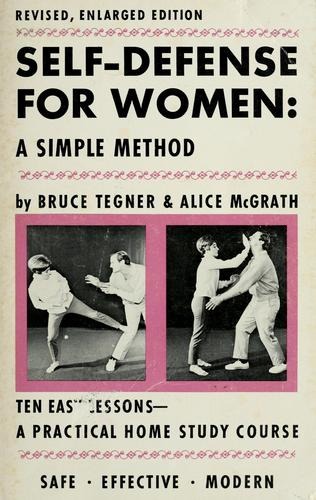 REVISED, ENLARGED EDITION
SELF-DEFENSE
FOR WOMEN:
A SIMPLE METHOD
by BRUCE TEGNER & ALICE McGRATH
TEN EASY LESSONS—
A PRACTICAL HOME STUDY COURSE
SAFE · EFFECTIVE · MODERN